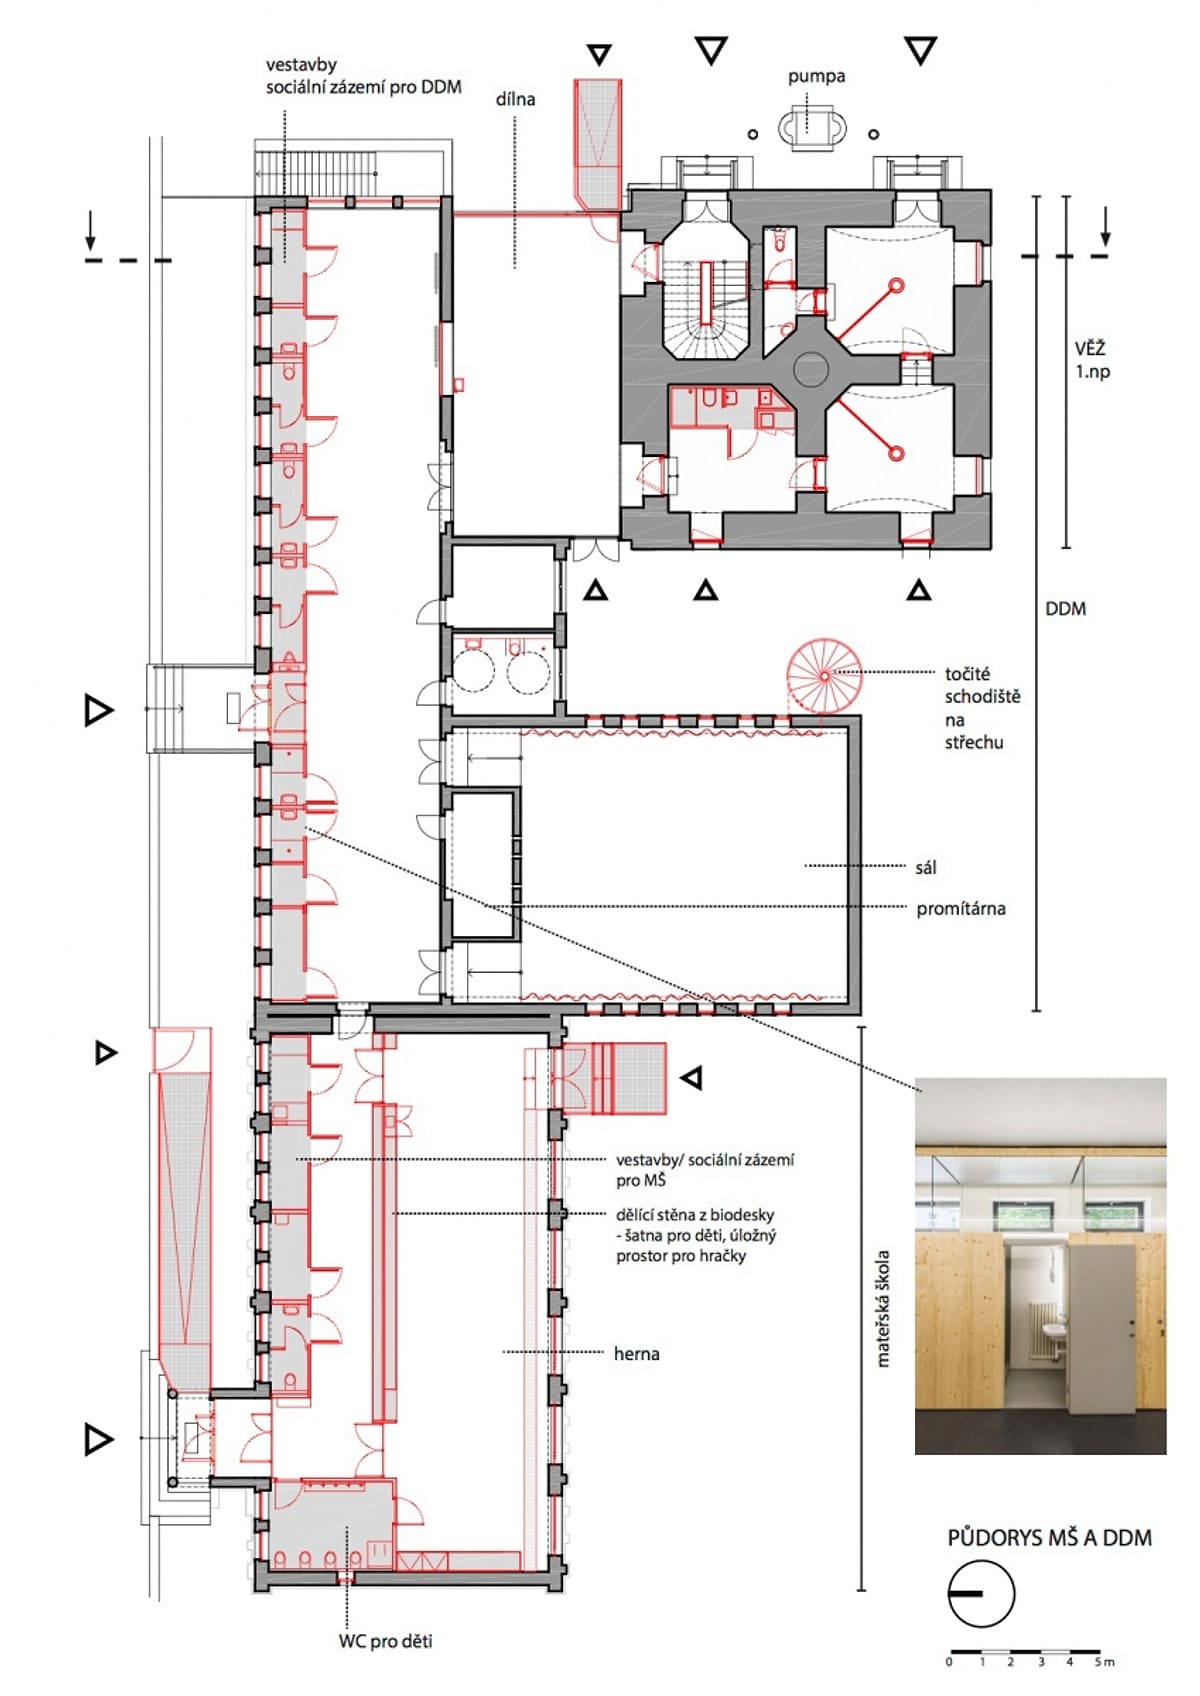 vestavby
sociální zázemí pro DDM
dílna
pumpa
VĚŽ
1.np
DDM
točité
schodiště
na
střechu
sál
promítárna
vestavby/ sociální zázemí
pro MŠ
dělící stěna z biodesky
- šatna pro děti, úložný
prostor pro hračky
mateřská škola
herna
WC pro děti
PŮDORYS MŠ A DDM
0 1 2 3 4 5 m